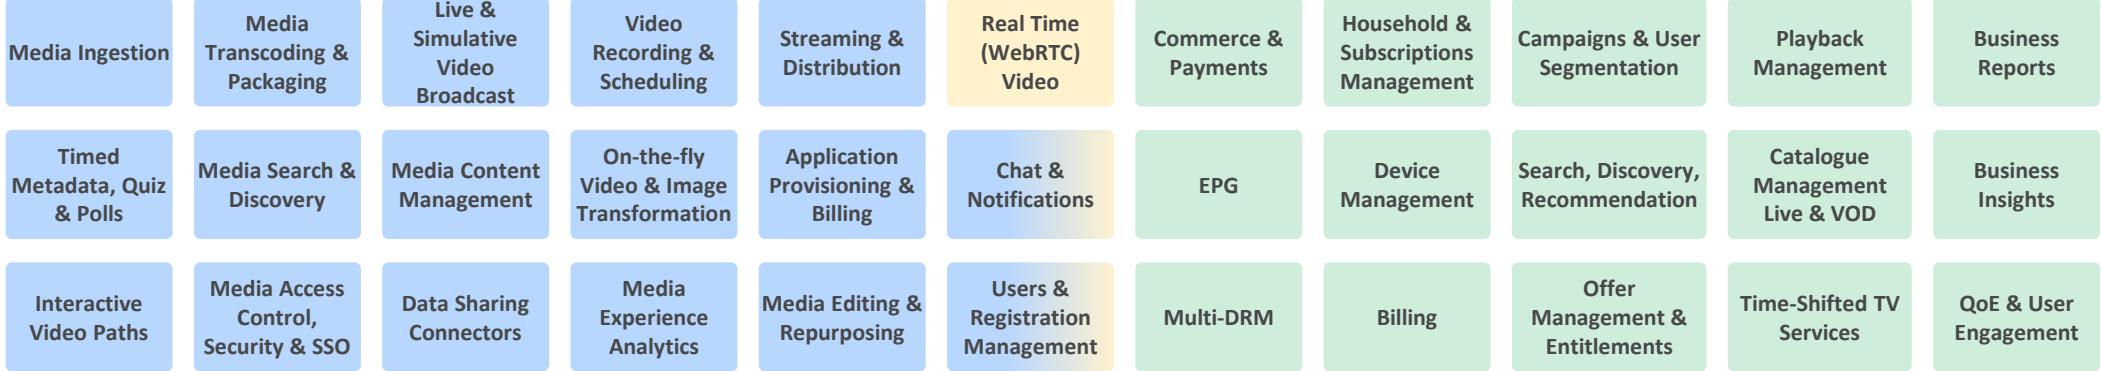 Media Ingestion
Media
Transcoding &
Packaging
Live &
Simulative
Video
Broadcast
Video
Recording &
Scheduling
Streaming &
Distribution
Real Time
(WebRTC)
Video
Commerce &
Payments
Household &
Subscriptions
Management
Campaigns & User
Segmentation
Playback
Management
Business
Reports
Timed
Metadata, Quiz
& Polls
Media Search &
Discovery
Media Content
Management
On-the-fly
Video & Image
Transformation
Application
Provisioning &
Billing
Chat &
Notifications
EPG
Device
Management
Search, Discovery,
Recommendation
Catalogue
Management
Live & VOD
Business
Insights
Interactive
Video Paths
Media Access
Control,
Security & SSO
Data Sharing
Connectors
Media
Experience
Analytics
Media Editing &
Repurposing
Users &
Registration
Management
Multi-DRM
Billing
Offer
Management &
Entitlements
Time-Shifted TV
Services
QoE & User
Engagement